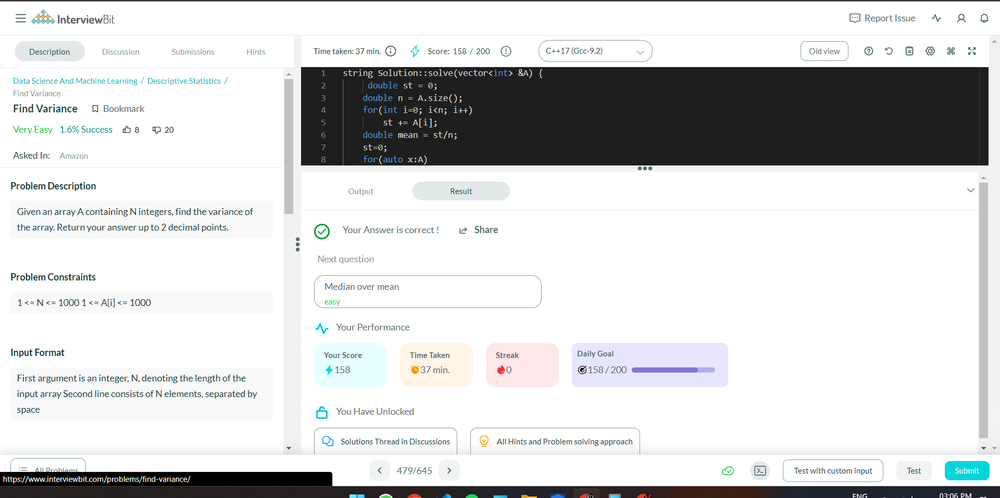 InterviewBit
Report Issue
Description
Discussion
Submissions
Hints
Time taken: 37 min.
Score: 158 / 200
C++17 (Gcc-9.2)
Old view
Data Science And Machine Learning / Descriptive Statistics /
Find Variance
Find Variance
Bookmark
Very Easy 1.6% Success 8 20
Asked In: Amazon
Problem Description
Given an array A containing N integers, find the variance of
the array. Return your answer up to 2 decimal points.
Problem Constraints
1 <= N <= 1000 1 <= A[i] <= 1000
Input Format
First argument is an integer, N, denoting the length of the
input array Second line consists of N elements, separated by
space
1 string Solution::solve(vector<int> &A) {
2 double st = 0;
3 double n = A.size();
4 for(int i=0; i<n; i++)
5 st += A[i];
6 double mean = st/n;
7 st=0;
8 for(auto x:A)
Output
Result
Your Answer is correct !
Share
Next question
Median over mean
easy
Your Performance
Your Score
158
Time Taken
37 min.
Streak
0
Daily Goal
158 / 200
You Have Unlocked
Solutions Thread in Discussions
All Hints and Problem solving approach
All Problems
479/645
Test with custom input
Test
Submit
https://www.interviewbit.com/problems/find-variance/
ENG
03:06 PM